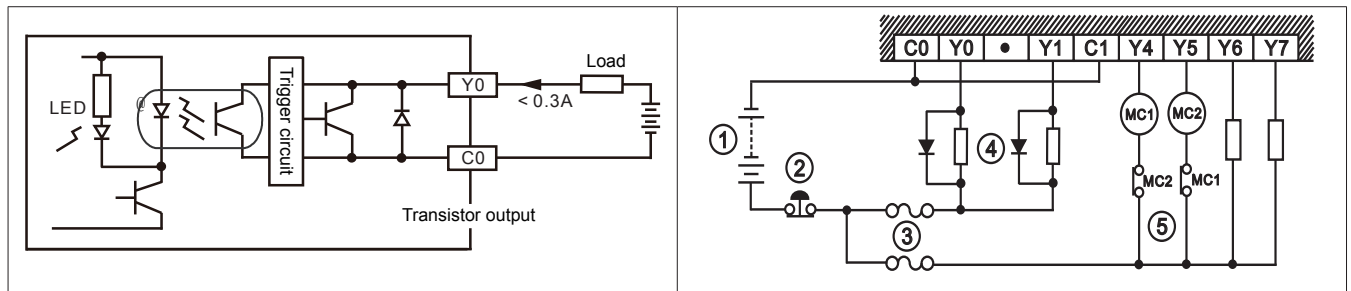 LED
@
Trigger circuit
Y0
< 0.3A
Load
C0
Transistor output
C0 Y0 • Y1 C1 Y4 Y5 Y6 Y7
①
②
③
④
MC1 MC2
MC2 MC1
⑤